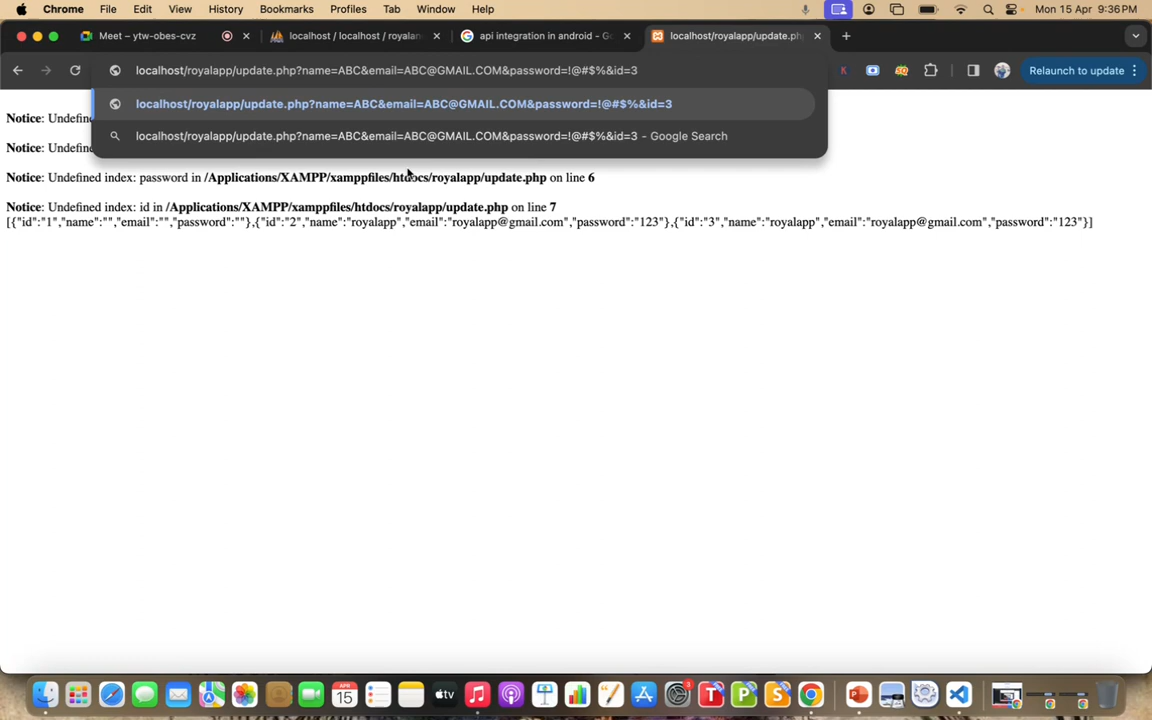 Chrome File Edit View History Bookmarks Profiles Tab Window Help Mon 15 Apr 9:36 PM
Meet – ytw-obes-cvz localhost / localhost / royalan api integration in android - Go localhost/royalapp/update.ph
localhost/royalapp/update.php?name=ABC&email=ABC@GMAIL.COM&password=!@#$%&id=3 Relaunch to update
localhost/royalapp/update.php?name=ABC&email=ABC@GMAIL.COM&password=!@#$%&id=3
Notice: Undefine
localhost/royalapp/update.php?name=ABC&email=ABC@GMAIL.COM&password=!@#$%&id=3 - Google Search
Notice: Undefine
Notice: Undefined index: password in /Applications/XAMPP/xamppfiles/htdocs/royalapp/update.php on line 6
Notice: Undefined index: id in /Applications/XAMPP/xamppfiles/htdocs/royalapp/update.php on line 7
[{"id":"1","name":"","email":"","password":""},{"id":"2","name":"royalapp","email":"royalapp@gmail.com","password":"123"},{"id":"3","name":"royalapp","email":"royalapp@gmail.com","password":"123"}]